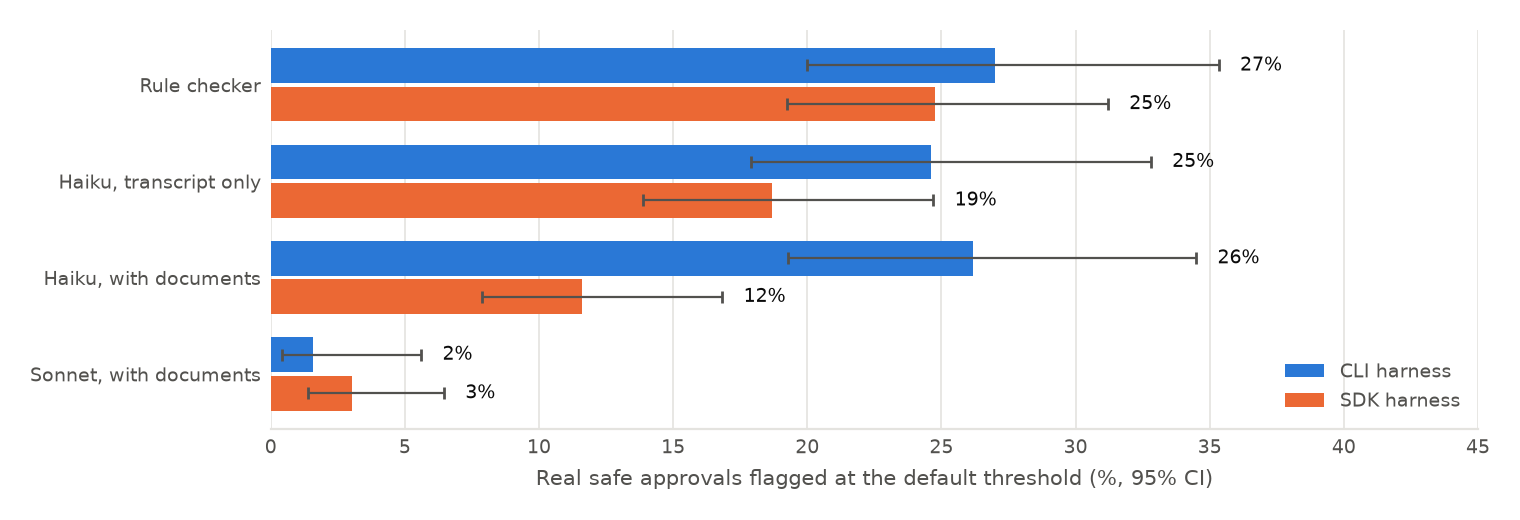 Rule checker
27%
25%
Haiku, transcript only
25%
19%
Haiku, with documents
26%
12%
Sonnet, with documents
2%
3%
CLI harness
SDK harness
0 5 10 15 20 25 30 35 40 45
Real safe approvals flagged at the default threshold (%, 95% CI)